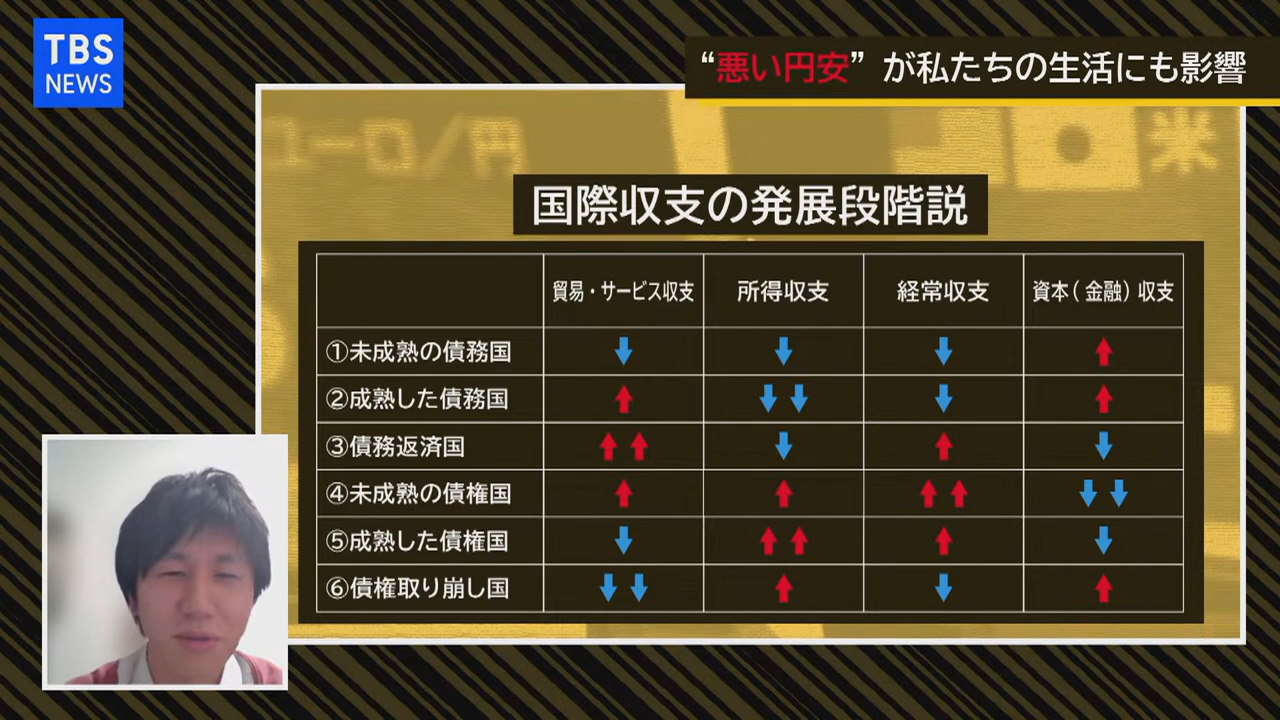 TBS
NEWS
“悪い円安”が私たちの生活にも影響
ユーロ/円
米
国際収支の発展段階説
貿易・サービス収支 所得収支 経常収支 資本(金融)収支
①未成熟の債務国 ↓ ↓ ↓ ↑
②成熟した債務国 ↑ ↓↓ ↓ ↑
③債務返済国 ↑↑ ↓ ↑ ↓
④未成熟の債権国 ↑ ↑ ↑↑ ↓↓
⑤成熟した債権国 ↓ ↑↑ ↑ ↓
⑥債権取り崩し国 ↓↓ ↑ ↓ ↑